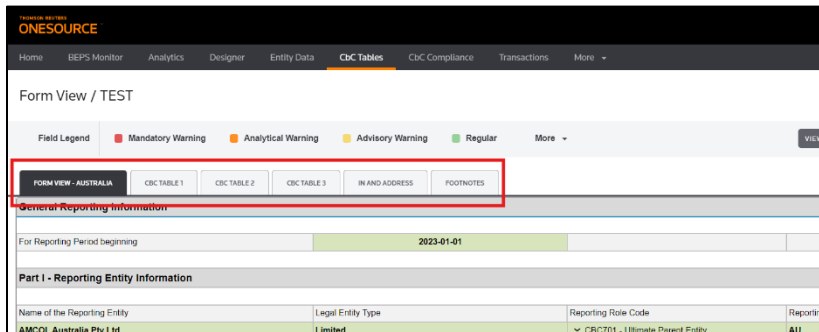 THOMSON REUTERS
ONESOURCE
Home BEPS Monitor Analytics Designer Entity Data CbC Tables CbC Compliance Transactions More
Form View / TEST
Field Legend Mandatory Warning Analytical Warning Advisory Warning Regular More
FORM VIEW - AUSTRALIA CBC TABLE 1 CBC TABLE 2 CBC TABLE 3 IN AND ADDRESS FOOTNOTES
General Reporting Information
For Reporting Period beginning 2023-01-01
Part I - Reporting Entity Information
Name of the Reporting Entity Legal Entity Type Reporting Role Code
AMCOL Australia Pty Ltd Limited CBC701 - Ultimate Parent Entity AU